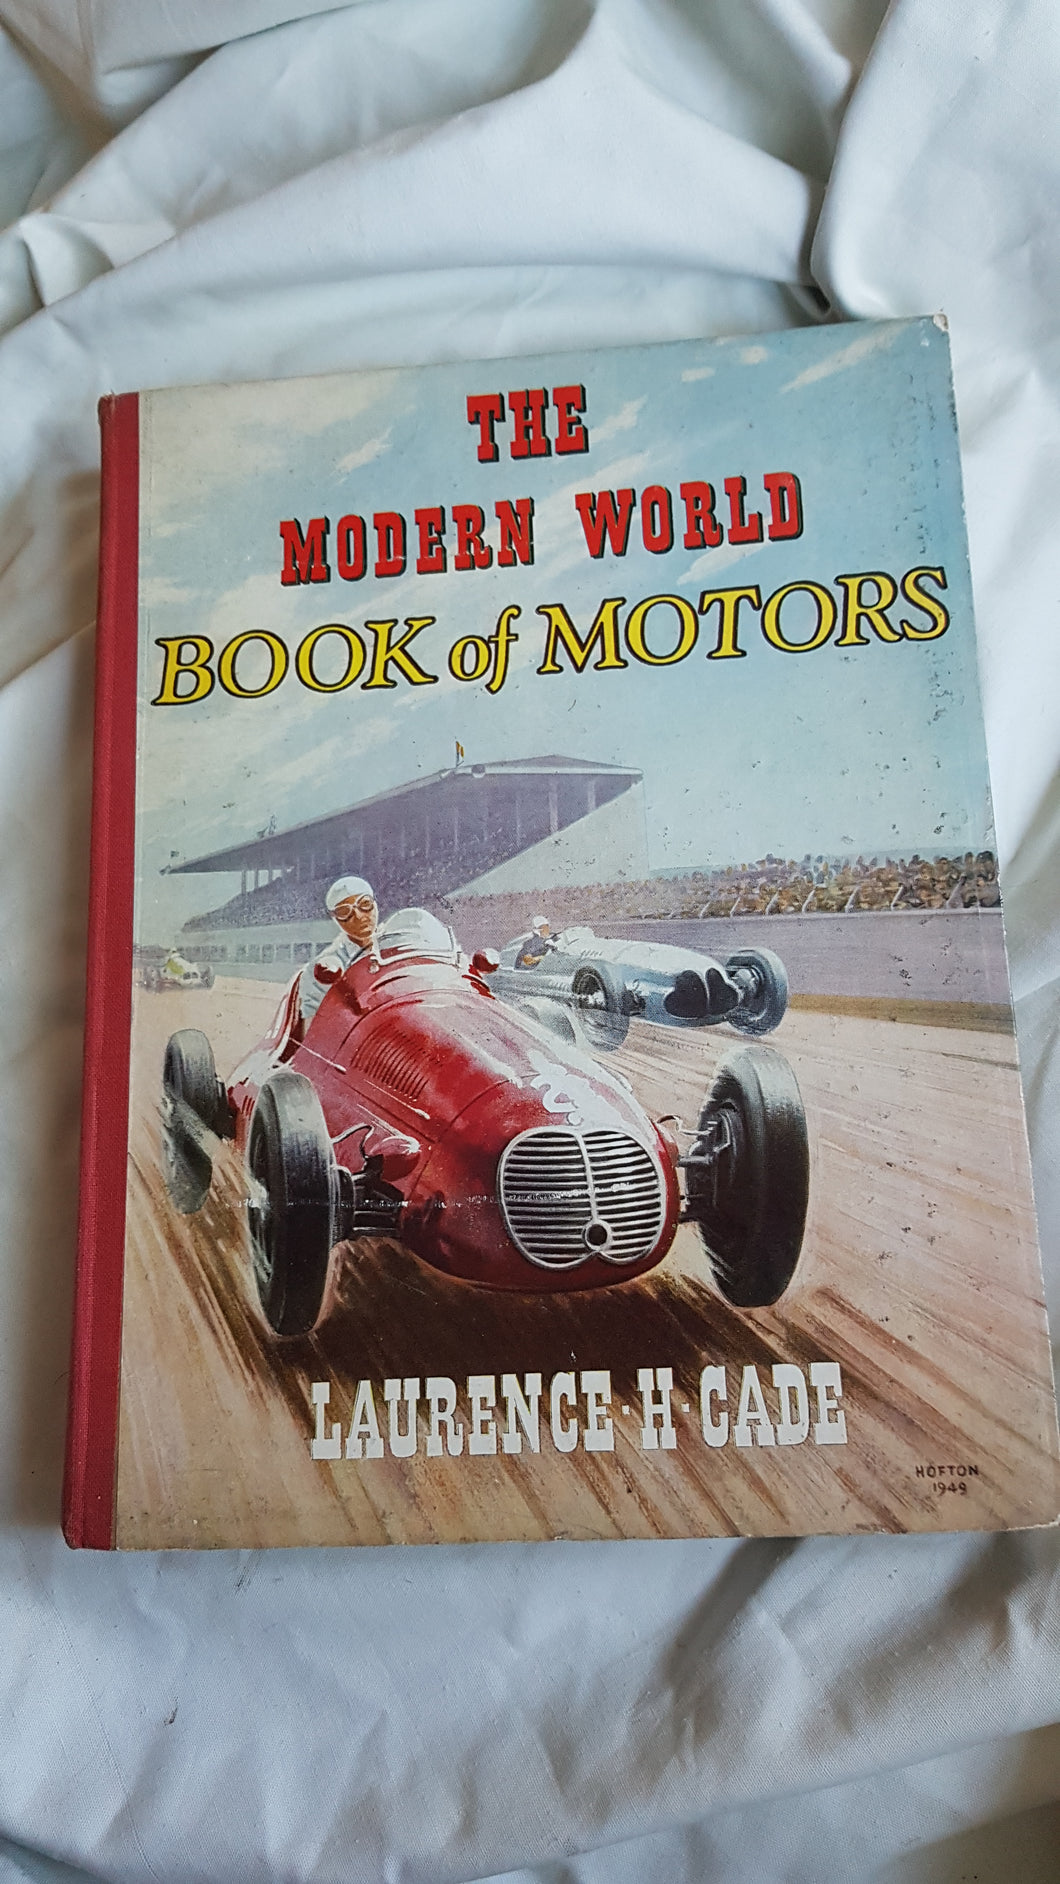 THE
MODERN WORLD
BOOK of MOTORS
LAURENCE·H·CADE
HOFTON
1949